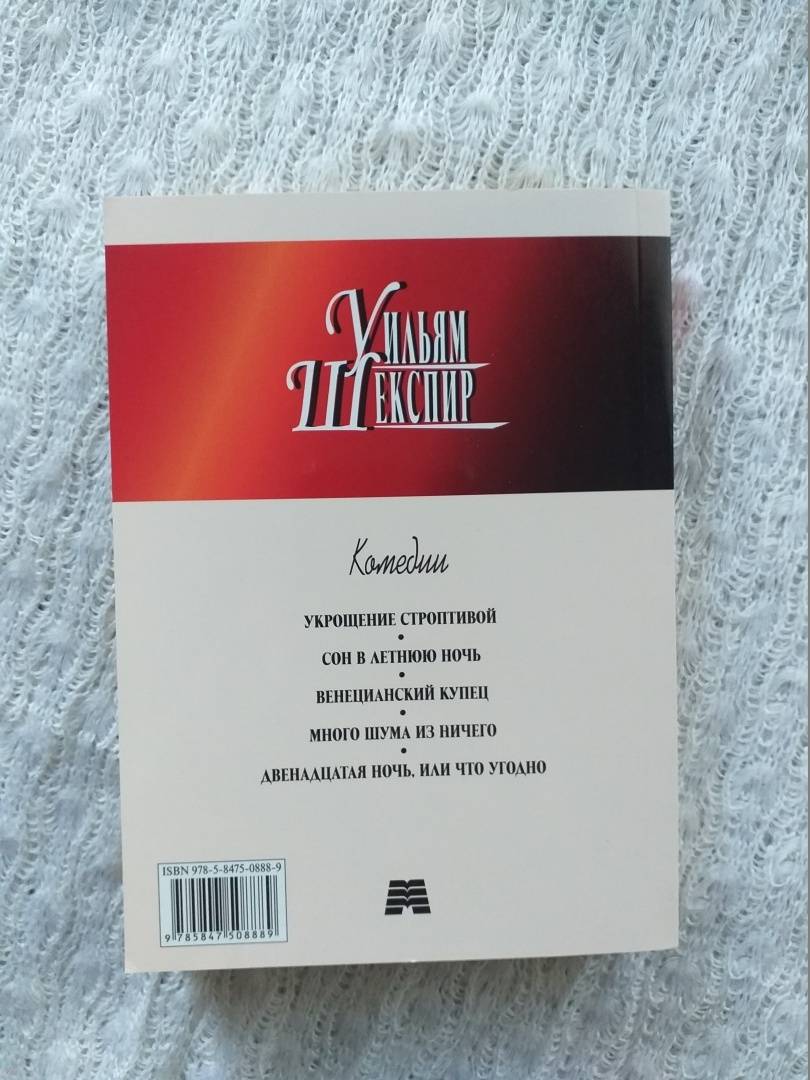 Уильям
Шекспир
Комедии
УКРОЩЕНИЕ СТРОПТИВОЙ
•
СОН В ЛЕТНЮЮ НОЧЬ
•
ВЕНЕЦИАНСКИЙ КУПЕЦ
•
МНОГО ШУМА ИЗ НИЧЕГО
•
ДВЕНАДЦАТАЯ НОЧЬ, ИЛИ ЧТО УГОДНО
ISBN 978-5-8475-0888-9
9 785847 508889